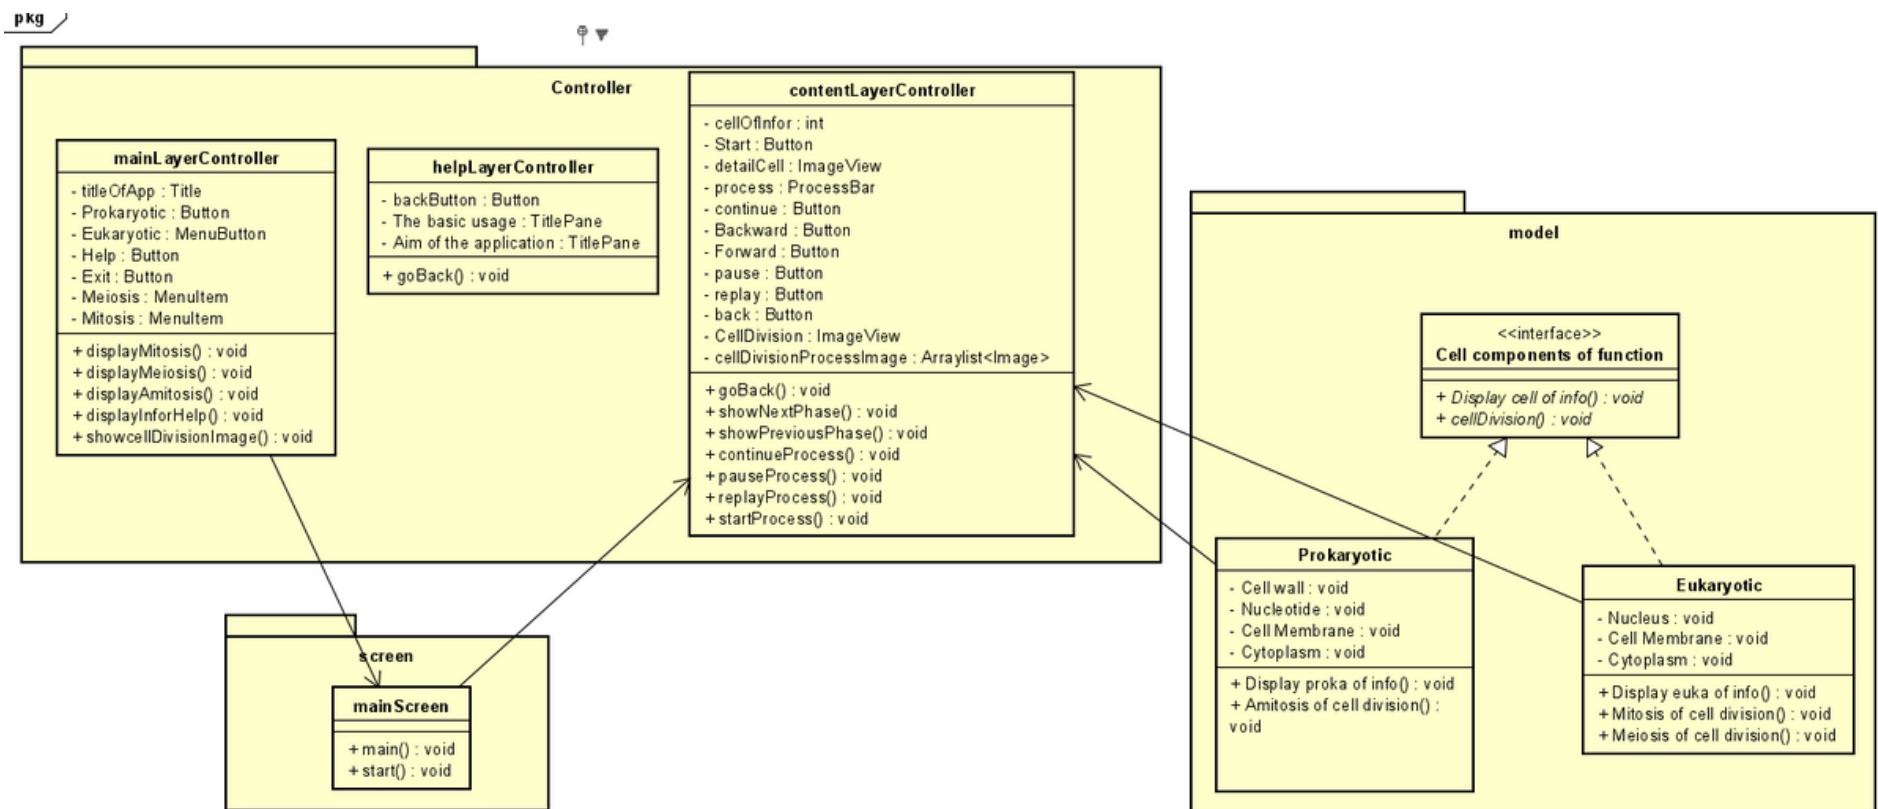 pkg
Controller
mainLayerController
- titleOfApp : Title
- Prokaryotic : Button
- Eukaryotic : MenuButton
- Help : Button
- Exit : Button
- Meiosis : MenuItem
- Mitosis : MenuItem
+ displayMitosis() : void
+ displayMeiosis() : void
+ displayAmitosis() : void
+ displayInforHelp() : void
+ showcellDivisionImage() : void
helpLayerController
- backButton : Button
- The basic usage : TitlePane
- Aim of the application : TitlePane
+ goBack() : void
contentLayerController
- cellOfInfor : int
- Start : Button
- detailCell : ImageView
- process : ProcessBar
- continue : Button
- Backward : Button
- Forward : Button
- pause : Button
- replay : Button
- back : Button
- CellDivision : ImageView
- cellDivisionProcessImage : Arraylist<Image>
+ goBack() : void
+ showNextPhase() : void
+ showPreviousPhase() : void
+ continueProcess() : void
+ pauseProcess() : void
+ replayProcess() : void
+ startProcess() : void
screen
mainScreen
+ main() : void
+ start() : void
model
<<interface>>
Cell components of function
+ Display cell of info() : void
+ cellDivision() : void
Prokaryotic
- Cell wall : void
- Nucleotide : void
- Cell Membrane : void
- Cytoplasm : void
+ Display proka of info() : void
+ Amitosis of cell division() :
void
Eukaryotic
- Nucleus : void
- Cell Membrane : void
- Cytoplasm : void
+ Display euka of info() : void
+ Mitosis of cell division() : void
+ Meiosis of cell division() : void